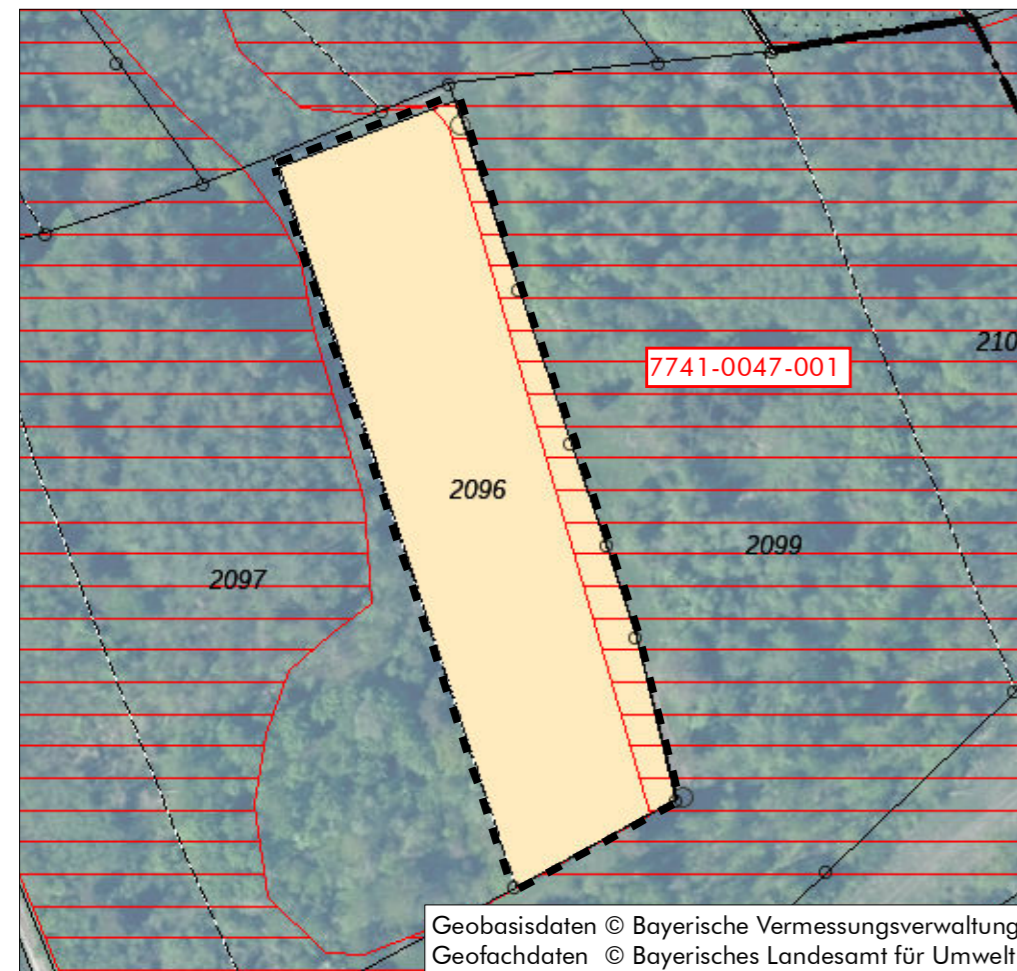 210
7741-0047-001
2096
2099
2097
Geobasisdaten © Bayerische Vermessungsverwaltung
Geofachdaten © Bayerisches Landesamt für Umwelt